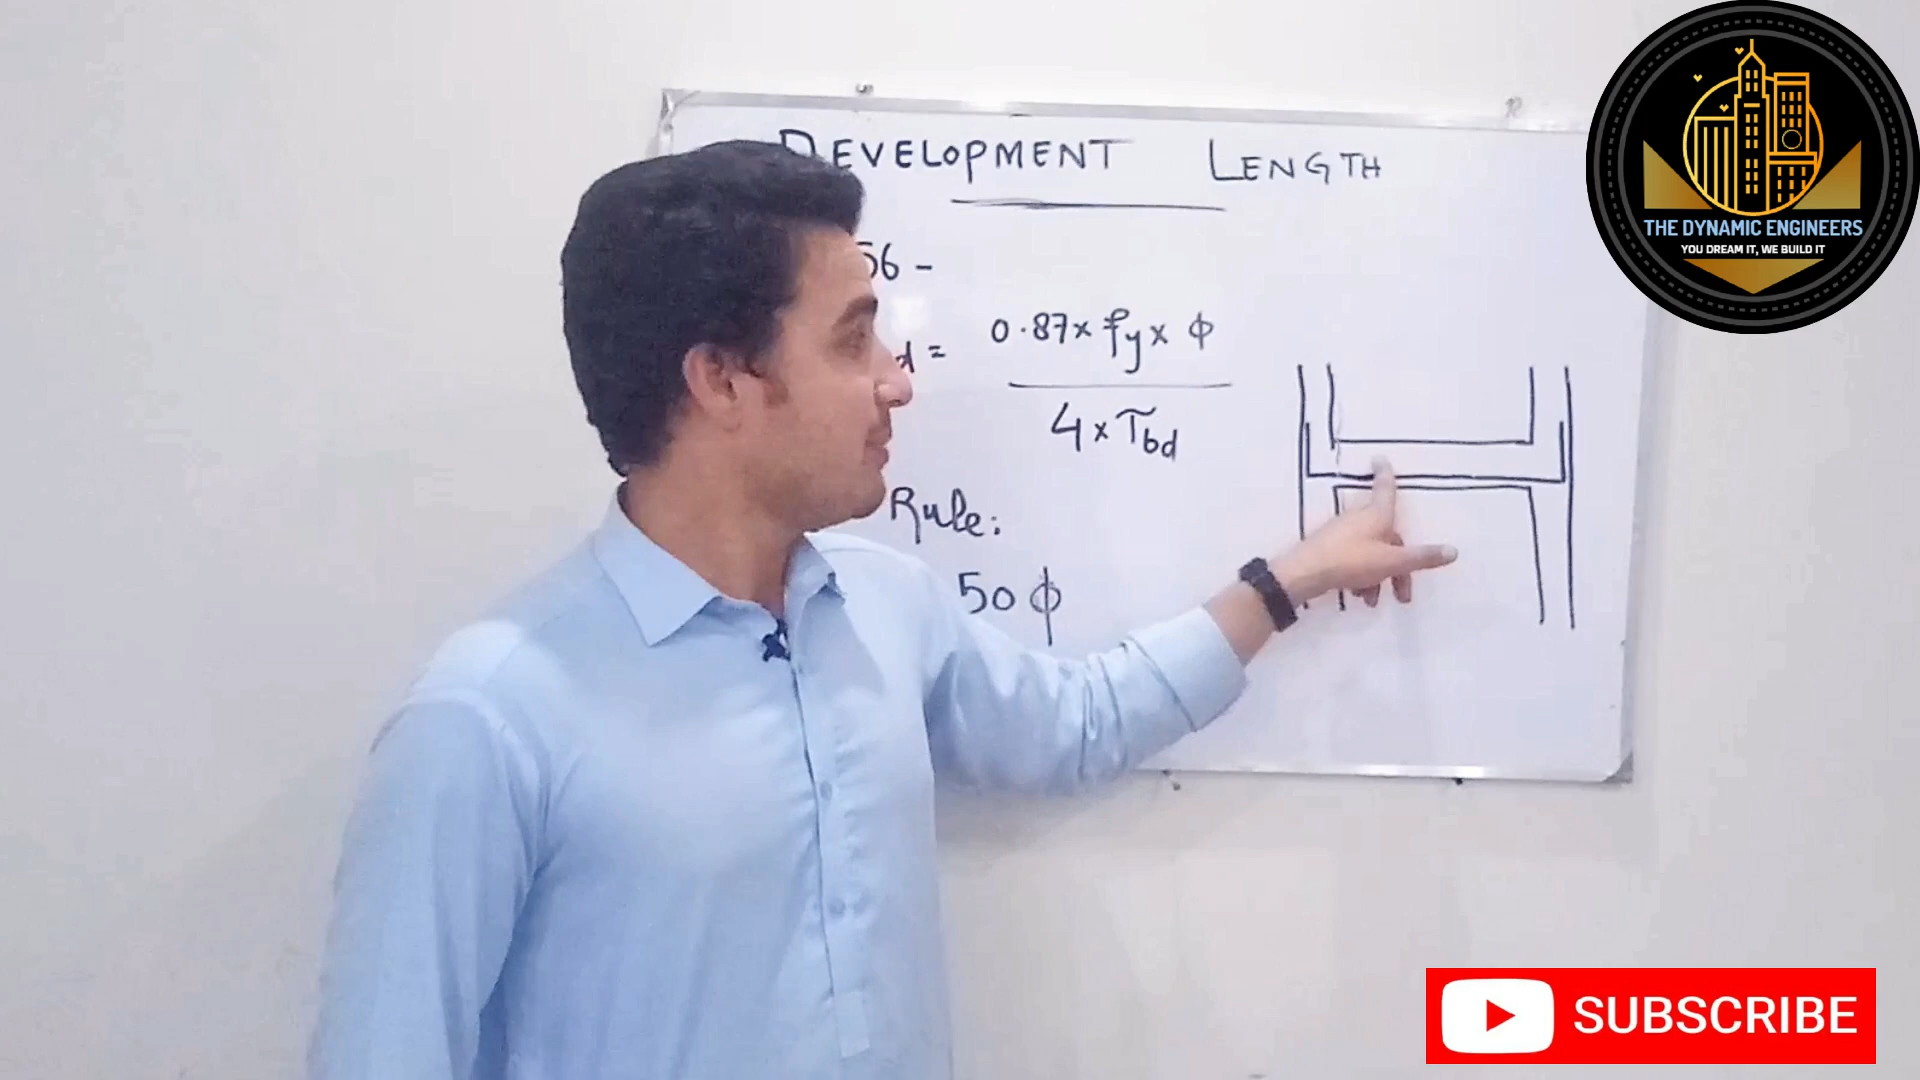 DEVELOPMENT LENGTH
56 -
d = 0.87 x fy x ϕ
4 x τbd
Rule:
50 ϕ
THE DYNAMIC ENGINEERS
YOU DREAM IT, WE BUILD IT
SUBSCRIBE